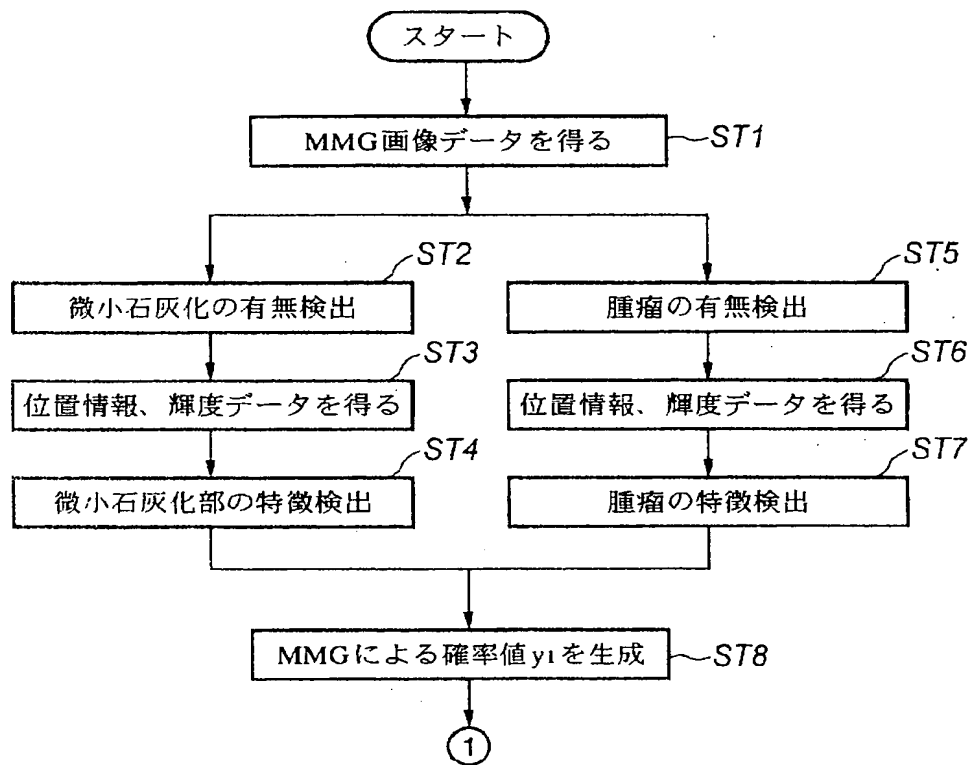 スタート
MMG画像データを得る
ST1
ST2
微小石灰化の有無検出
ST3
位置情報、輝度データを得る
ST4
微小石灰化部の特徴検出
ST5
腫瘤の有無検出
ST6
位置情報、輝度データを得る
ST7
腫瘤の特徴検出
MMGによる確率値y1を生成
ST8
1